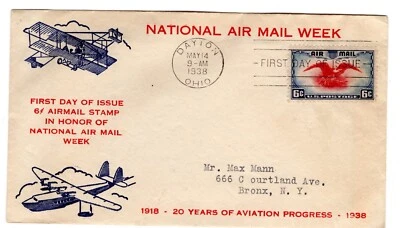 NATIONAL AIR MAIL WEEK
DAYTON
MAY 14
9-AM
1938
OHIO
FIRST DAY OF ISSUE
AIR MAIL
6¢ 6¢
U.S. POSTAGE
FIRST DAY OF ISSUE
6¢ AIRMAIL STAMP
IN HONOR OF
NATIONAL AIR MAIL
WEEK
Mr. Max Mann
666 C ourtland Ave.
Bronx, N. Y.
1918 - 20 YEARS OF AVIATION PROGRESS - 1938